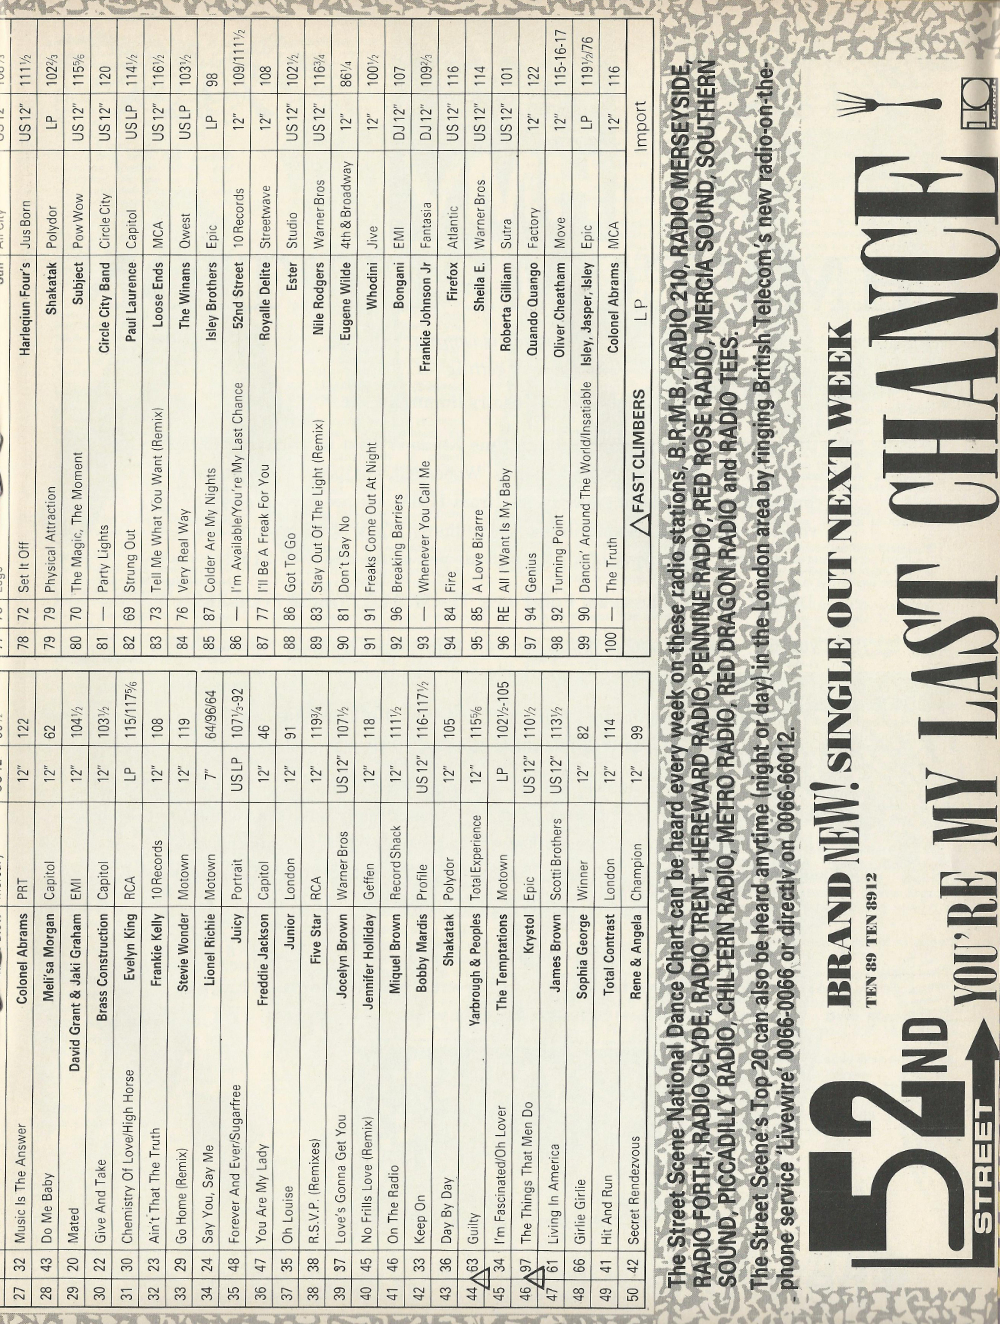 27 32 Music Is The Answer Colonel Abrams PRT 12" 122
28 43 Do Me Baby Meli'sa Morgan Capitol 12" 62
29 20 Mated David Grant & Jaki Graham EMI 12" 104½
30 22 Give And Take Brass Construction Capitol 12" 103½
31 30 Chemistry Of Love/High Horse Evelyn King RCA LP 115/117⅚
32 23 Ain't That The Truth Frankie Kelly 10 Records 12" 108
33 29 Go Home (Remix) Stevie Wonder Motown 12" 119
34 24 Say You, Say Me Lionel Richie Motown 7" 64/96/64
35 48 Forever And Ever/Sugarfree Juicy Portrait US LP 107½-92
36 47 You Are My Lady Freddie Jackson Capitol 12" 46
37 35 Oh Louise Junior London 12" 91
38 38 R.S.V.P. (Remixes) Five Star RCA 12" 119¾
39 97 Love's Gonna Get You Jocelyn Brown Warner Bros US 12" 107½
40 45 No Frills Love (Remix) Jennifer Holliday Geffen 12" 118
41 46 On The Radio Miquel Brown Record Shack 12" 111½
42 33 Keep On Bobby Mardis Profile US 12" 116-117½
43 36 Day By Day Shakatak Polydor 12" 105
44 63 Guilty Yarbrough & Peoples Total Experience 12" 115⅚
45 34 I'm Fascinated/Oh Lover The Temptations Motown LP 102½-105
46 97 The Things That Men Do Krystol Epic US 12" 110½
47 61 Living In America James Brown Scotti Brothers US 12" 113½
48 66 Girlie Girlie Sophia George Winner 12" 82
49 41 Hit And Run Total Contrast London 12" 114
50 42 Secret Rendezvous Rene & Angela Champion 12" 99
78 72 Set It Off Harleqiun Four's Jus Born US 12" 111½
79 79 Physical Attraction Shakatak Polydor LP 102⅔
80 70 The Magic, The Moment Subject Pow Wow US 12" 115⅚
81 — Party Lights Circle City Band Circle City US 12" 120
82 69 Strung Out Paul Laurence Capitol US LP 114½
83 73 Tell Me What You Want (Remix) Loose Ends MCA US 12" 116½
84 76 Very Real Way The Winans Qwest US LP 103½
85 87 Colder Are My Nights Isley Brothers Epic LP 98
86 — I'm Available/You're My Last Chance 52nd Street 10 Records 12" 109/111½
87 77 I'll Be A Freak For You Royalle Delite Streetwave 12" 108
88 86 Got To Go Ester Studio US 12" 102½
89 83 Stay Out Of The Light (Remix) Nile Rodgers Warner Bros US 12" 116¾
90 81 Don't Say No Eugene Wilde 4th & Broadway 12" 86¼
91 91 Freaks Come Out At Night Whodini Jive 12" 100½
92 96 Breaking Barriers Bongani EMI DJ 12" 107
93 — Whenever You Call Me Frankie Johnson Jr Fantasia DJ 12" 109⅔
94 84 Fire Firefox Atlantic US 12" 116
95 85 A Love Bizarre Sheila E. Warner Bros US 12" 114
96 RE All I Want Is My Baby Roberta Gilliam Sutra US 12" 101
97 94 Genius Quando Quango Factory 12" 122
98 92 Turning Point Oliver Cheatham Move 12" 115-16-17
99 90 Dancin' Around The World/Insatiable Isley, Jasper, Isley Epic LP 119½/76
100 — The Truth Colonel Abrams MCA 12" 116
FAST CLIMBERS LP Import
The Street Scene National Dance Chart can be heard every week on these radio stations, B.R.M.B., RADIO 210, RADIO MERSEYSIDE,
RADIO FORTH, RADIO CLYDE, RADIO TRENT, HEREWARD RADIO, PENNINE RADIO, RED ROSE RADIO, MERCIA SOUND, SOUTHERN
SOUND, PICCADILLY RADIO, CHILTERN RADIO, METRO RADIO, RED DRAGON RADIO and RADIO TEES.
The Street Scene's Top 20 can also be heard anytime (night or day) in the London area by ringing British Telecom's new radio-on-the-
phone service 'Livewire' 0066-0066 or directly on 0066-66012.
52ND STREET
BRAND NEW! SINGLE OUT NEXT WEEK
TEN 89 TEN 8912
YOU'RE MY LAST CHANCE
10